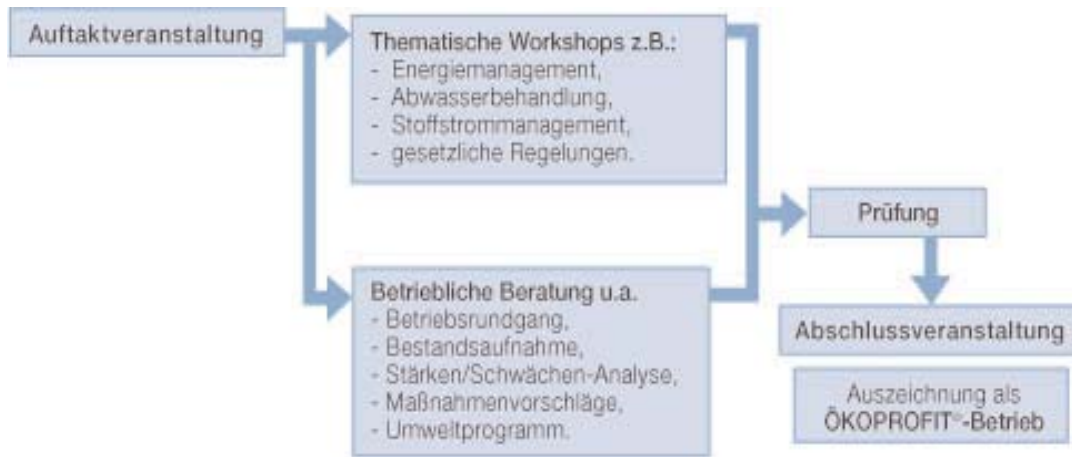 Auftaktveranstaltung
Thematische Workshops z.B.:
- Energiemanagement,
- Abwasserbehandlung,
- Stoffstrommanagement,
- gesetzliche Regelungen.
Betriebliche Beratung u.a.
- Betriebsrundgang,
- Bestandsaufnahme,
- Stärken/Schwächen-Analyse,
- Maßnahmenvorschläge,
- Umweltprogramm.
Prüfung
Abschlussveranstaltung
Auszeichnung als
ÖKOPROFIT®-Betrieb